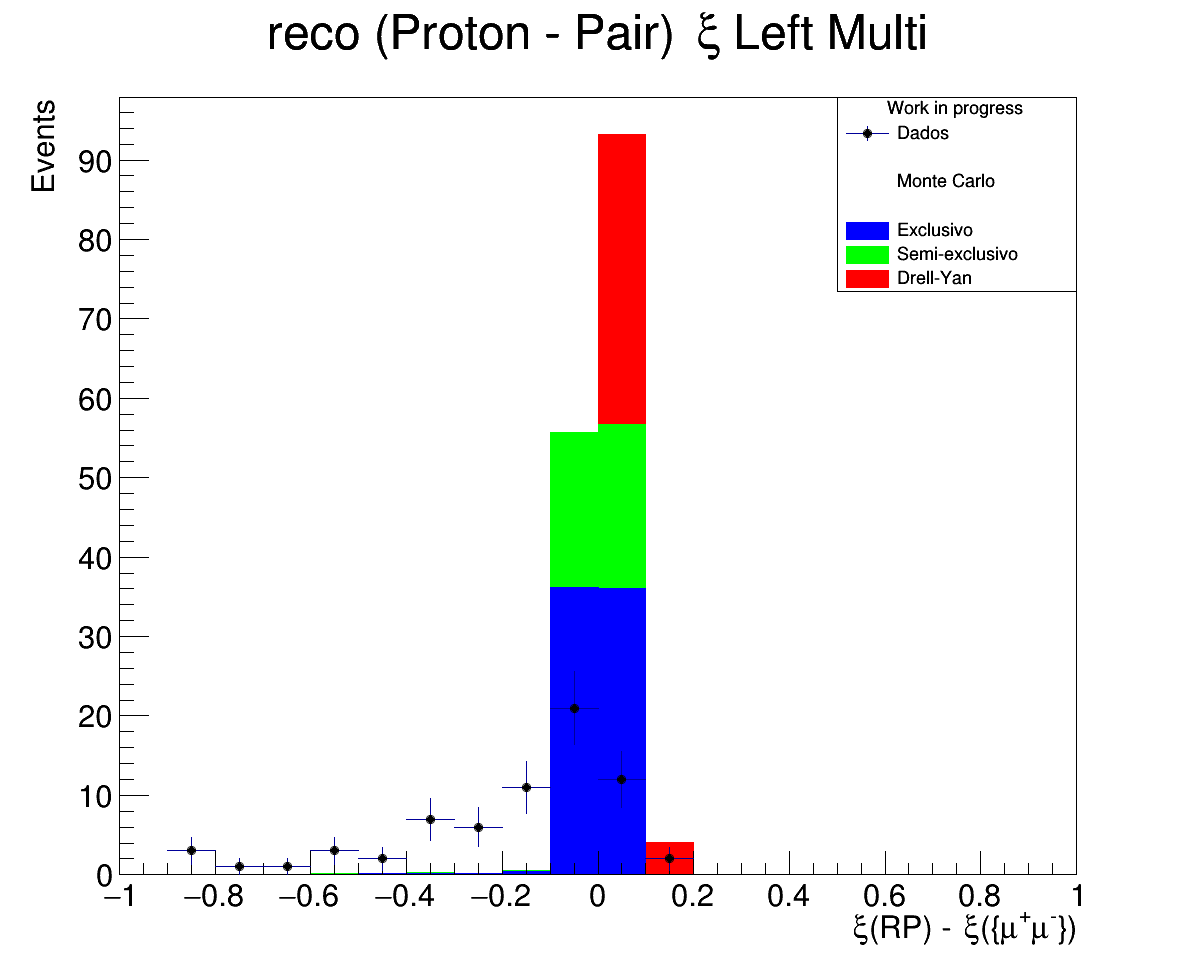 reco (Proton - Pair) ξ Left Multi
Events
Work in progress
Dados
Monte Carlo
Exclusivo
Semi-exclusivo
Drell-Yan
90
80
70
60
50
40
30
20
10
0
−1 −0.8 −0.6 −0.4 −0.2 0 0.2 0.4 0.6 0.8 1
ξ(RP) - ξ({μ⁺μ⁻})